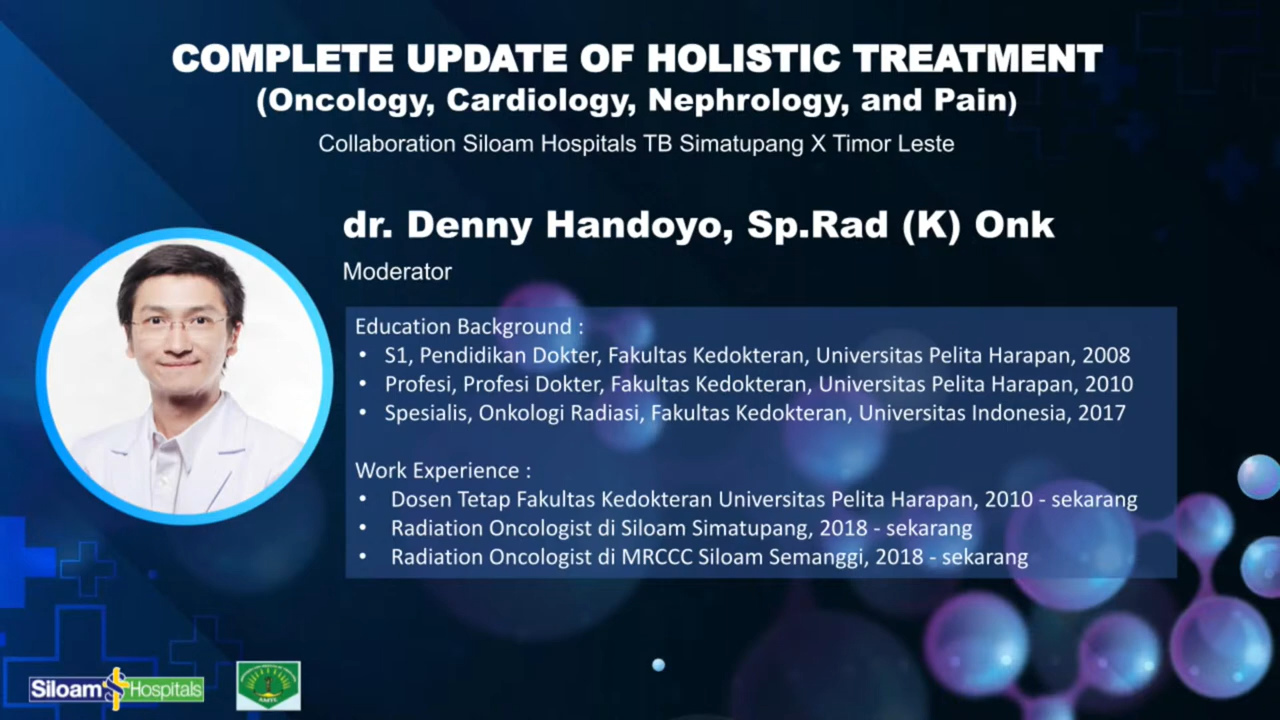 COMPLETE UPDATE OF HOLISTIC TREATMENT
(Oncology, Cardiology, Nephrology, and Pain)
Collaboration Siloam Hospitals TB Simatupang X Timor Leste
dr. Denny Handoyo, Sp.Rad (K) Onk
Moderator
Education Background :
• S1, Pendidikan Dokter, Fakultas Kedokteran, Universitas Pelita Harapan, 2008
• Profesi, Profesi Dokter, Fakultas Kedokteran, Universitas Pelita Harapan, 2010
• Spesialis, Onkologi Radiasi, Fakultas Kedokteran, Universitas Indonesia, 2017
Work Experience :
• Dosen Tetap Fakultas Kedokteran Universitas Pelita Harapan, 2010 - sekarang
• Radiation Oncologist di Siloam Simatupang, 2018 - sekarang
• Radiation Oncologist di MRCCC Siloam Semanggi, 2018 - sekarang
Siloam Hospitals